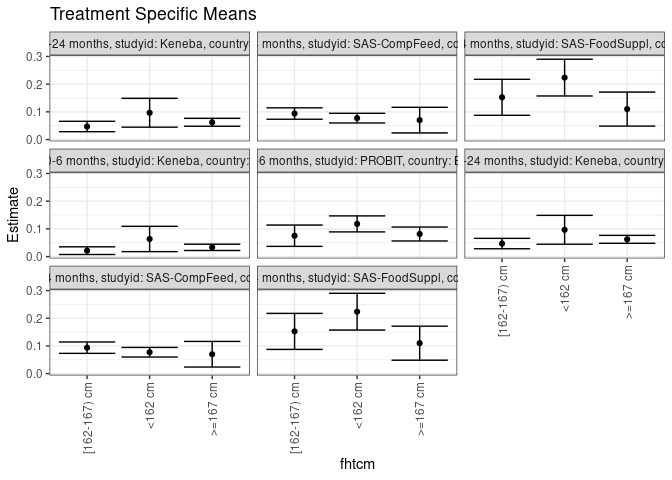 Treatment Specific Means
-24 months, studyid: Keneba, country
months, studyid: SAS-CompFeed, co
months, studyid: SAS-FoodSuppl, co
0.3
0.2
0.1
0.0
-6 months, studyid: Keneba, country:
-6 months, studyid: PROBIT, country:
-24 months, studyid: Keneba, country
0.3
0.2
0.1
0.0
months, studyid: SAS-CompFeed, co
months, studyid: SAS-FoodSuppl, co
0.3
0.2
0.1
0.0
Estimate
[162-167) cm
<162 cm
>=167 cm
[162-167) cm
<162 cm
>=167 cm
[162-167) cm
<162 cm
>=167 cm
fhtcm